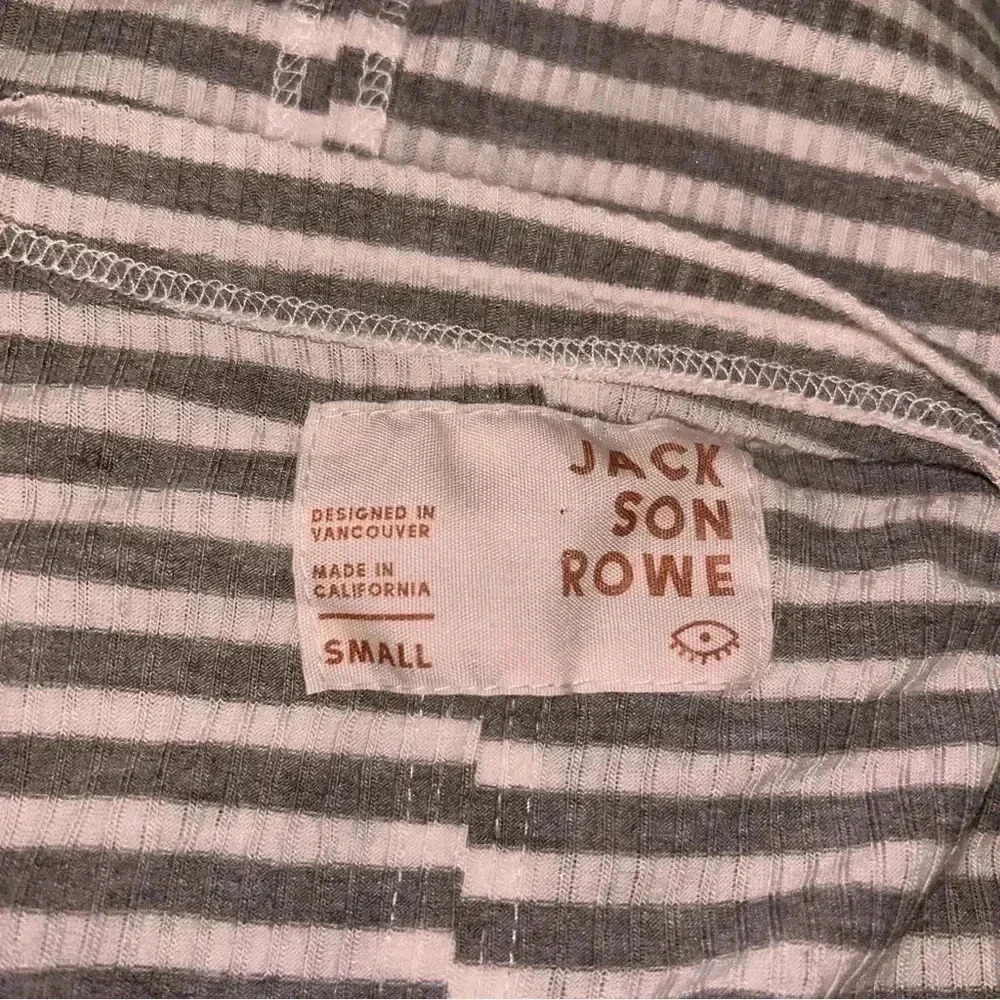 DESIGNED IN
VANCOUVER
MADE IN
CALIFORNIA
SMALL
JACK
SON
ROWE